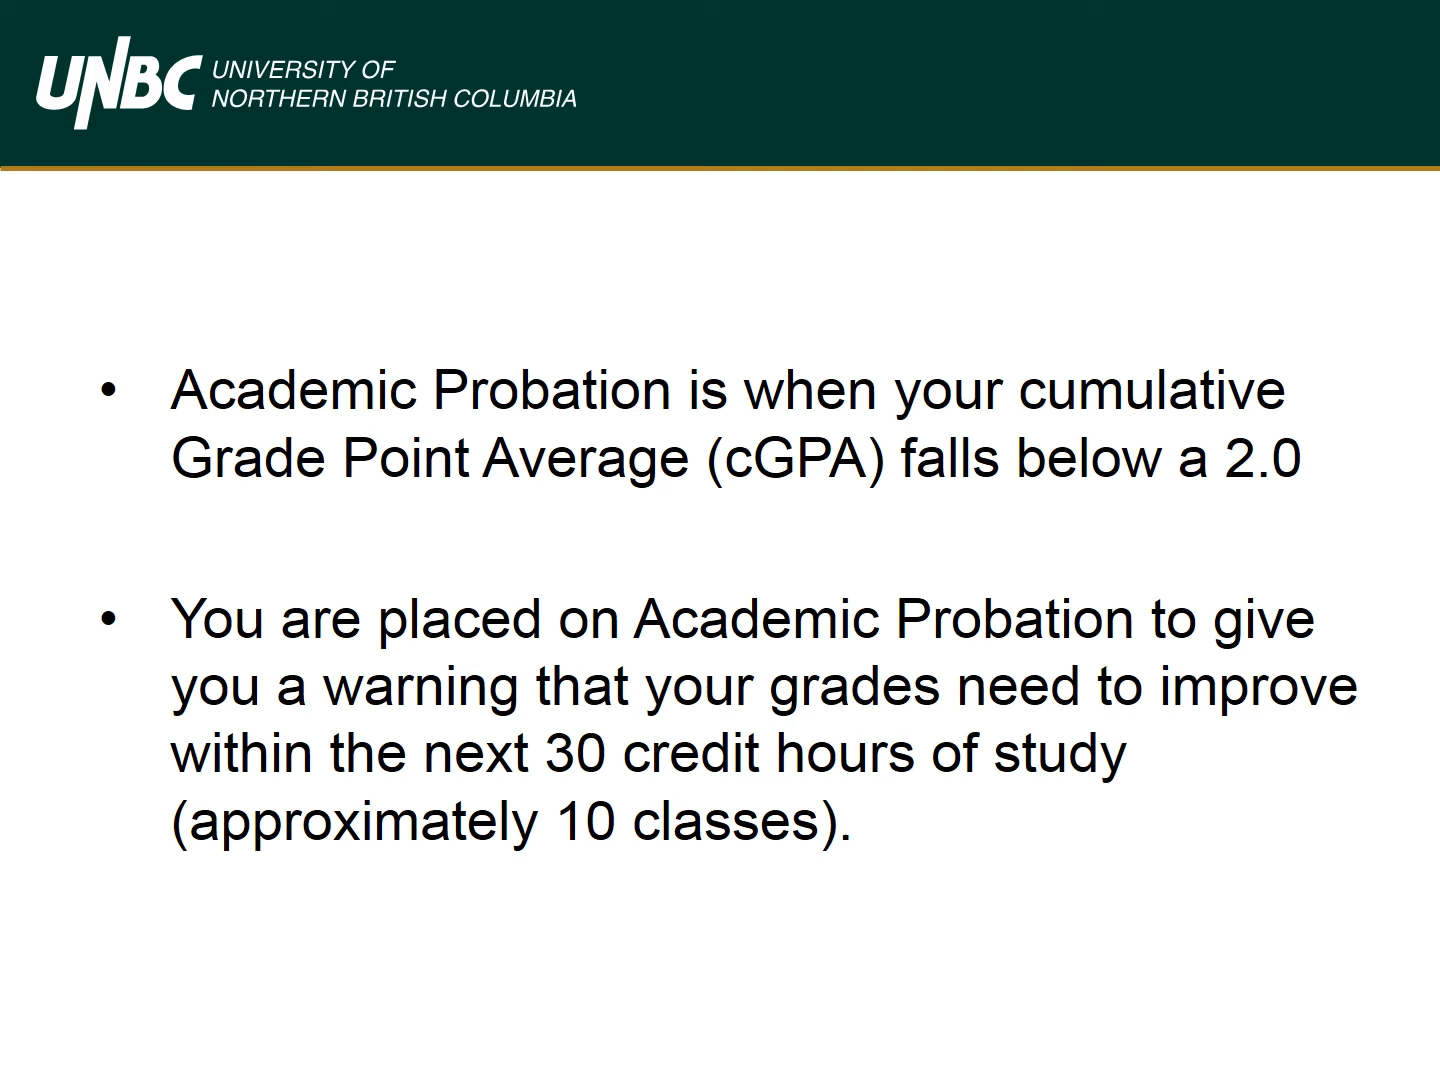 UNBC
UNIVERSITY OF
NORTHERN BRITISH COLUMBIA
• Academic Probation is when your cumulative
Grade Point Average (cGPA) falls below a 2.0
• You are placed on Academic Probation to give
you a warning that your grades need to improve
within the next 30 credit hours of study
(approximately 10 classes).